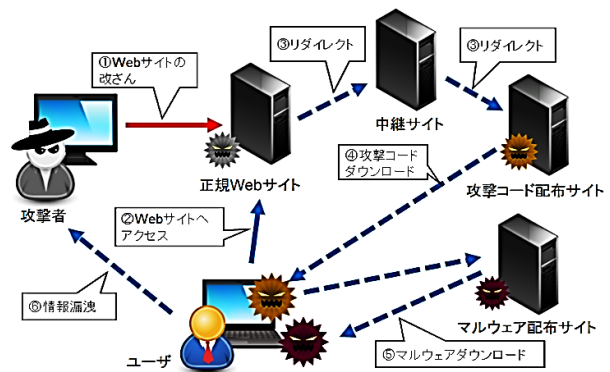 ①Webサイトの
改ざん
③リダイレクト
③リダイレクト
中継サイト
正規Webサイト
④攻撃コード
ダウンロード
攻撃コード配布サイト
攻撃者
②Webサイトへ
アクセス
⑥情報漏洩
マルウェア配布サイト
⑤マルウェアダウンロード
ユーザ